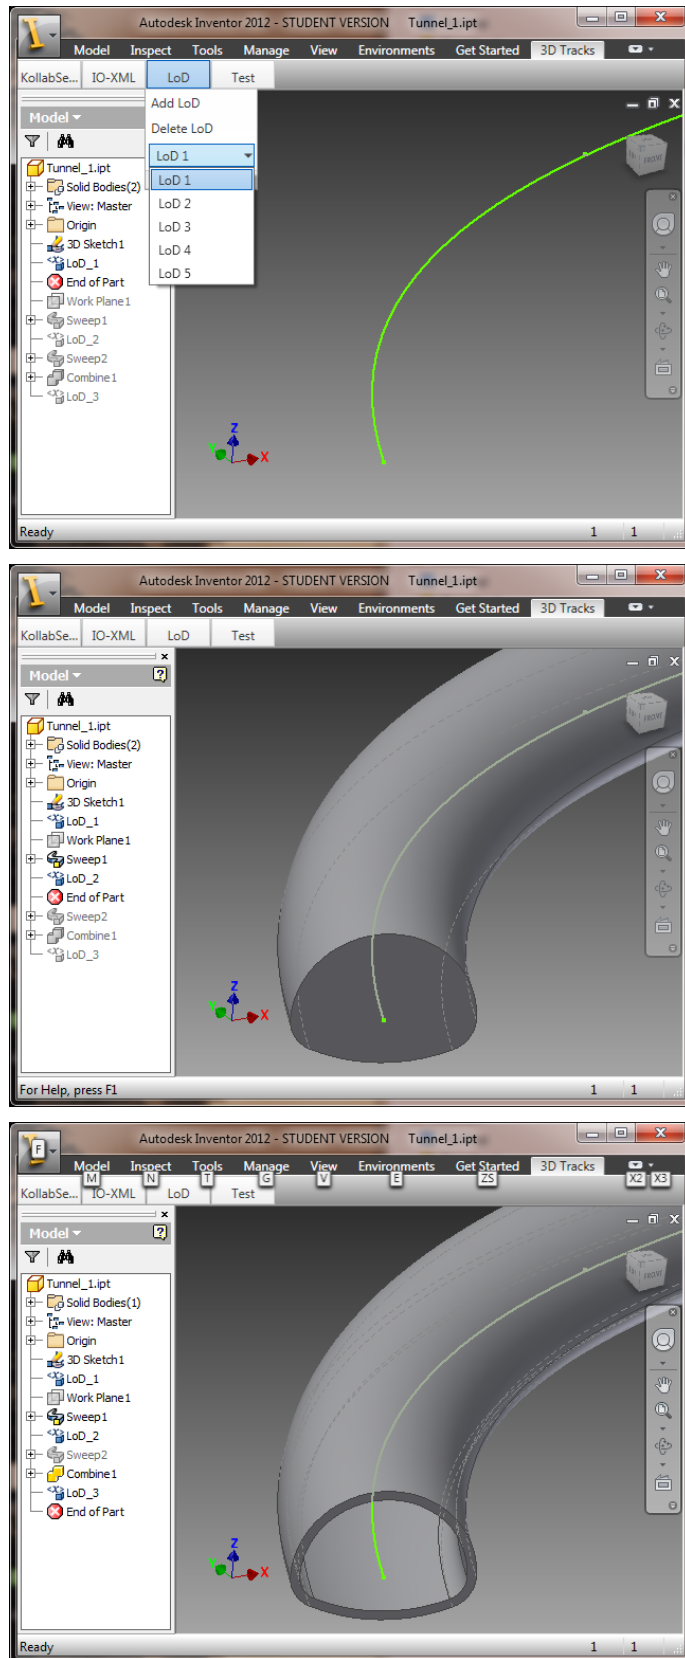 Autodesk Inventor 2012 - STUDENT VERSION Tunnel_1.ipt
Model Inspect Tools Manage View Environments Get Started 3D Tracks
KollabSe... IO-XML LoD Test
Add LoD
Model
Delete LoD
LoD 1
Tunnel_1.ipt
LoD 1
Solid Bodies(2)
LoD 2
View: Master
Origin
LoD 3
3D Sketch1
LoD 4
LoD_1
LoD 5
End of Part
Work Plane1
Sweep1
LoD_2
Sweep2
Combine1
LoD_3
Z
Y
X
Ready 1 1
Autodesk Inventor 2012 - STUDENT VERSION Tunnel_1.ipt
Model Inspect Tools Manage View Environments Get Started 3D Tracks
KollabSe... IO-XML LoD Test
Model
Tunnel_1.ipt
Solid Bodies(2)
View: Master
Origin
3D Sketch1
LoD_1
Work Plane1
Sweep1
LoD_2
End of Part
Sweep2
Combine1
LoD_3
Z
Y
X
For Help, press F1 1 1
Autodesk Inventor 2012 - STUDENT VERSION Tunnel_1.ipt
F
Model Inspect Tools Manage View Environments Get Started 3D Tracks
M N T G V E ZS X2 X3
KollabSe... IO-XML LoD Test
Model
Tunnel_1.ipt
Solid Bodies(1)
View: Master
Origin
3D Sketch1
LoD_1
Work Plane1
Sweep1
LoD_2
Sweep2
Combine1
LoD_3
End of Part
Z
Y
X
Ready 1 1